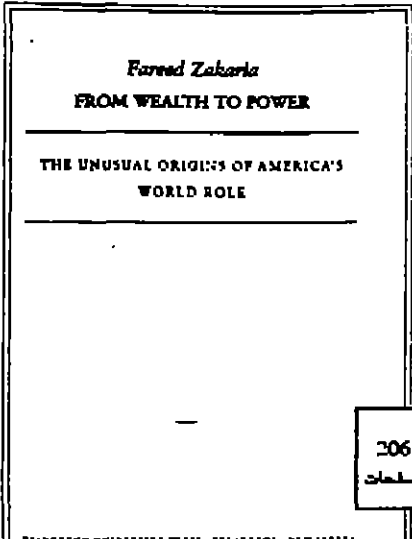 Fareed Zakaria
FROM WEALTH TO POWER
THE UNUSUAL ORIGINS OF AMERICA'S
WORLD ROLE
206